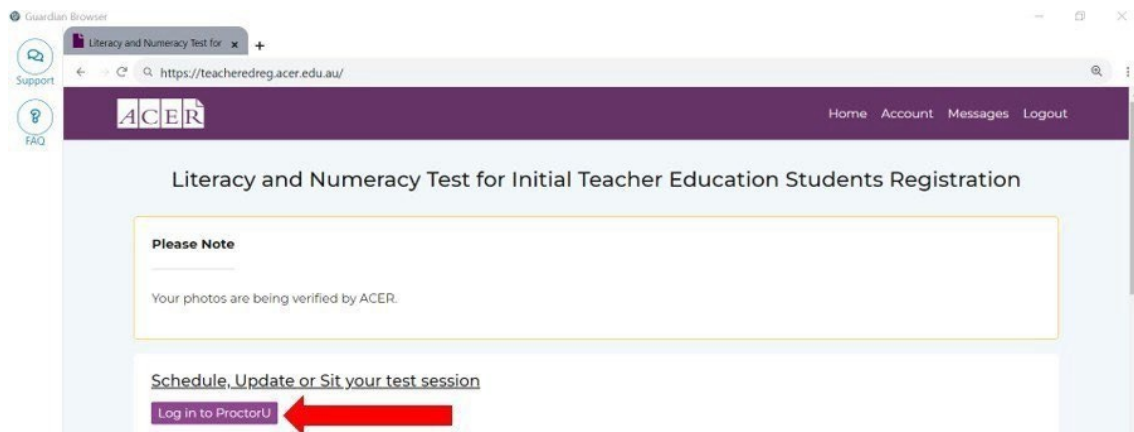 Guardian Browser
Literacy and Numeracy Test for x +
Support
https://teacheredreg.acer.edu.au/
FAQ
ACER
Home Account Messages Logout
Literacy and Numeracy Test for Initial Teacher Education Students Registration
Please Note
Your photos are being verified by ACER.
Schedule, Update or Sit your test session
Log in to ProctorU